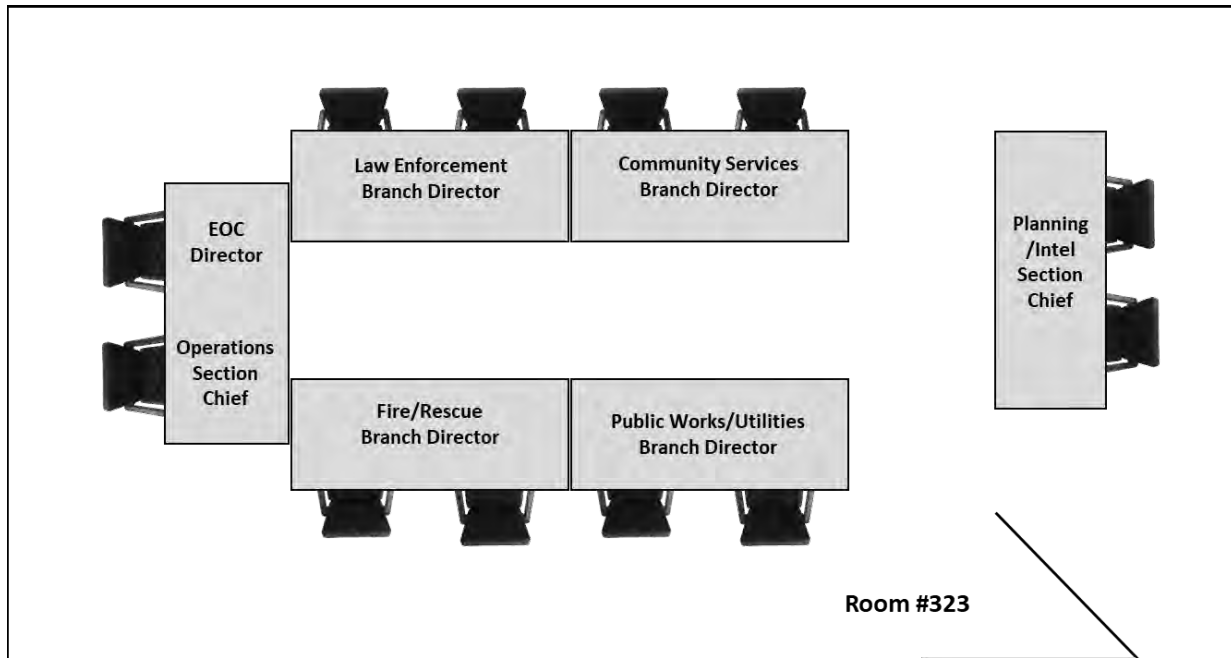 Law Enforcement
Branch Director
Community Services
Branch Director
EOC
Director
Operations
Section
Chief
Planning
/Intel
Section
Chief
Fire/Rescue
Branch Director
Public Works/Utilities
Branch Director
Room #323